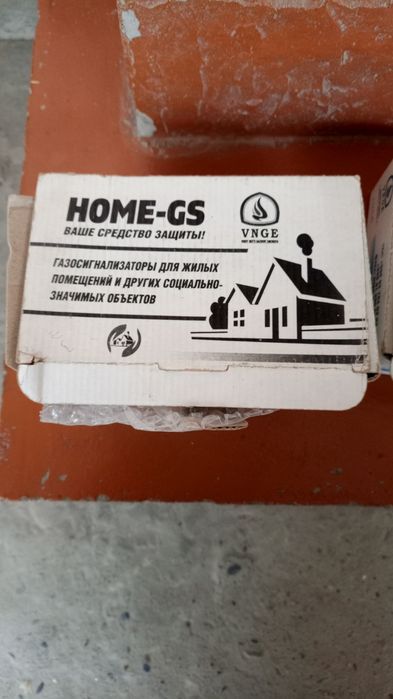 HOME-GS
ВАШЕ СРЕДСТВО ЗАЩИТЫ!
VNGE
ГАЗОСИГНАЛИЗАТОРЫ ДЛЯ ЖИЛЫХ
ПОМЕЩЕНИЙ И ДРУГИХ СОЦИАЛЬНО-
ЗНАЧИМЫХ ОБЪЕКТОВ